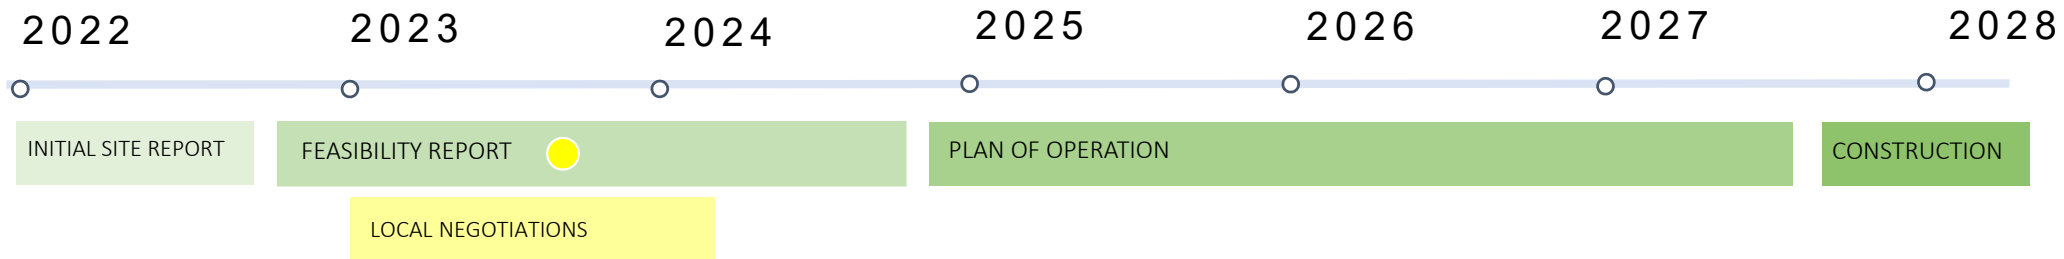 2022
2023
2024
2025
2026
2027
2028
INITIAL SITE REPORT
FEASIBILITY REPORT
PLAN OF OPERATION
CONSTRUCTION
LOCAL NEGOTIATIONS